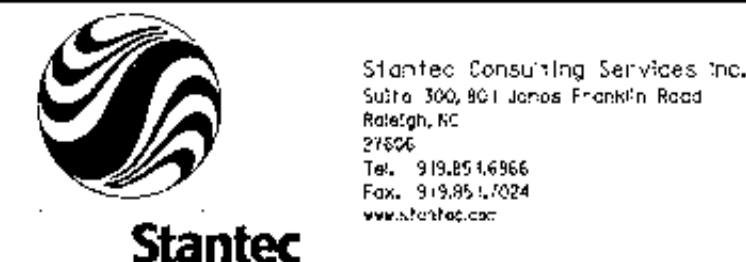 Stantec Consulting Services Inc.
Suite 300, 801 Jones Franklin Road
Raleigh, NC
27606
Tel. 919.851.6866
Fax. 919.851.7024
www.stantec.com
Stantec